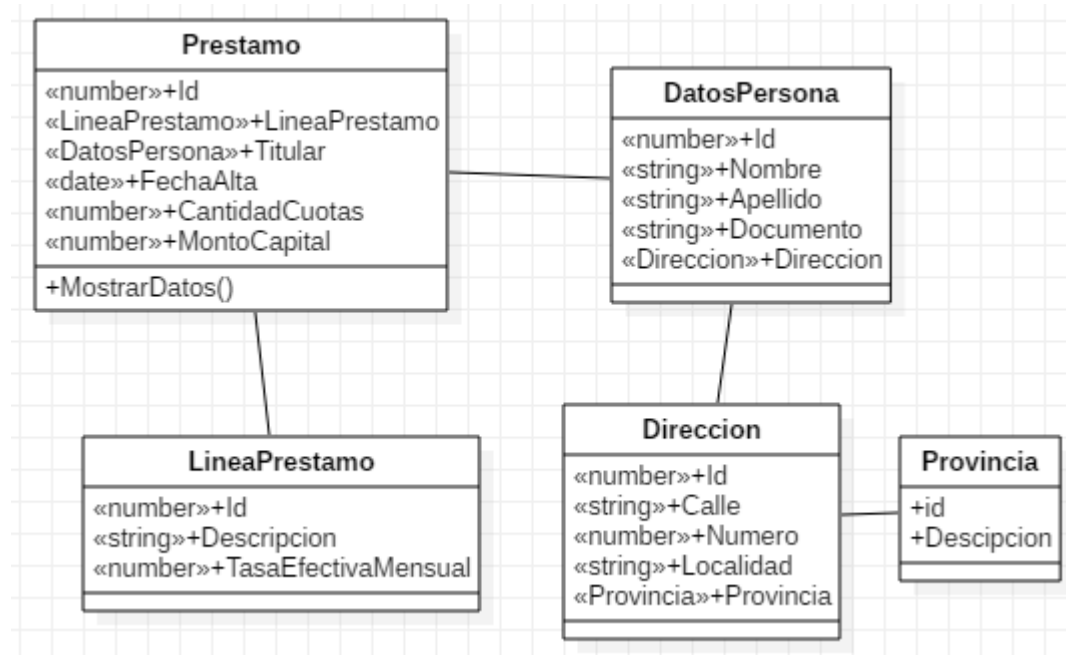 Prestamo
«number»+Id
«LineaPrestamo»+LineaPrestamo
«DatosPersona»+Titular
«date»+FechaAlta
«number»+CantidadCuotas
«number»+MontoCapital
+MostrarDatos()
DatosPersona
«number»+Id
«string»+Nombre
«string»+Apellido
«string»+Documento
«Direccion»+Direccion
LineaPrestamo
«number»+Id
«string»+Descripcion
«number»+TasaEfectivaMensual
Direccion
«number»+Id
«string»+Calle
«number»+Numero
«string»+Localidad
«Provincia»+Provincia
Provincia
+id
+Descipcion